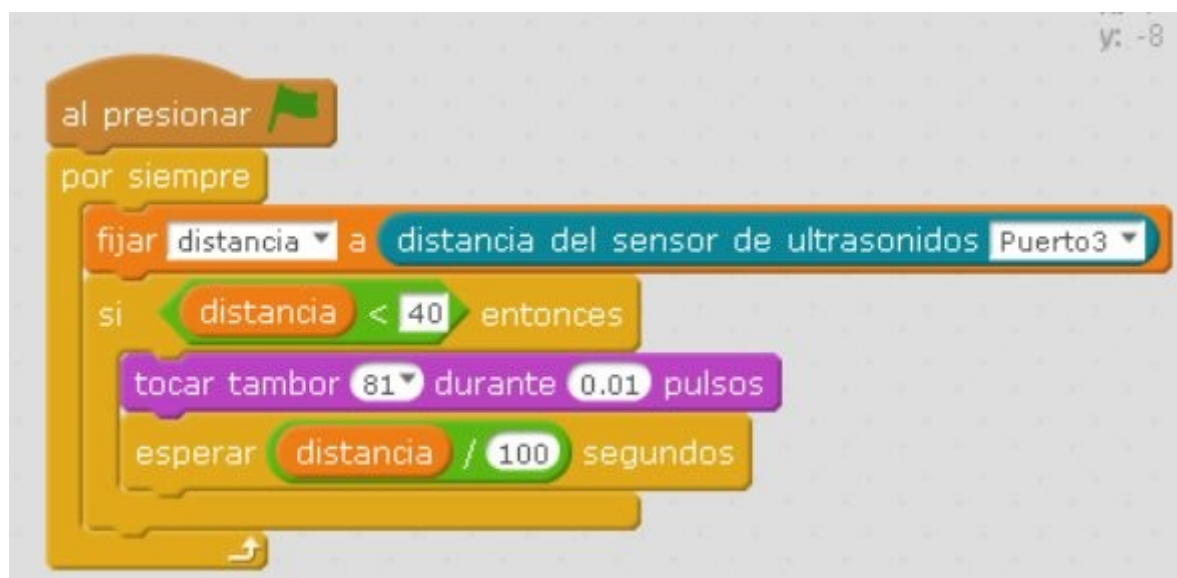 y: -8
al presionar
por siempre
fijar distancia a distancia del sensor de ultrasonidos Puerto3
si distancia < 40 entonces
tocar tambor 81 durante 0.01 pulsos
esperar distancia / 100 segundos